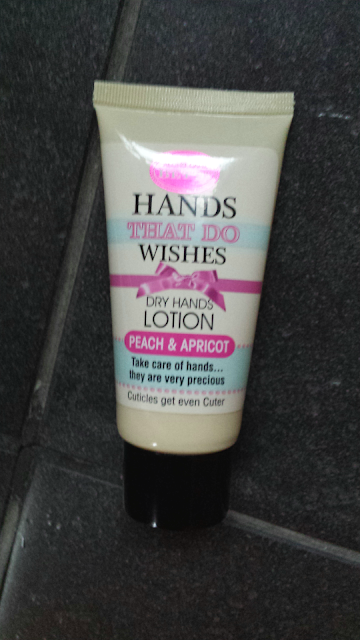 HANDS
THAT DO
WISHES
DRY HANDS
LOTION
PEACH & APRICOT
Take care of hands...
they are very precious
Cuticles get even Cuter